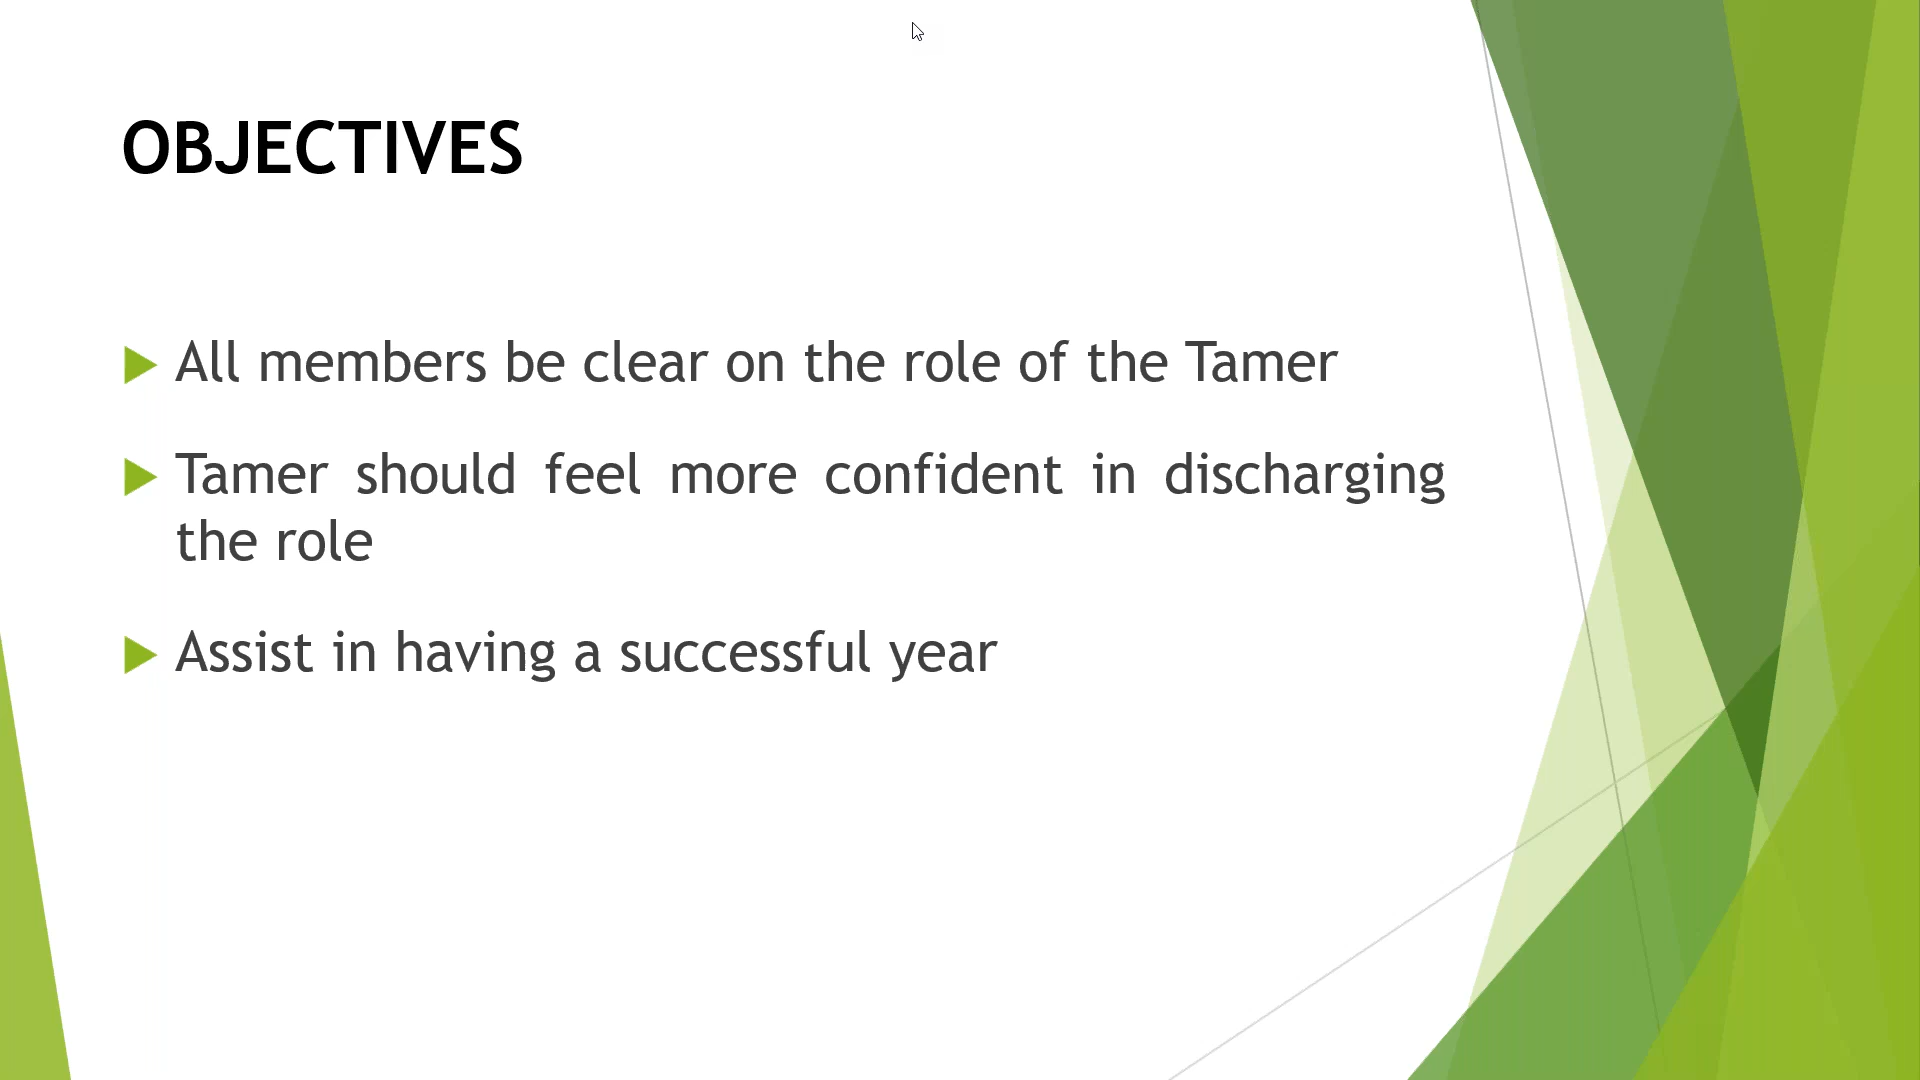 OBJECTIVES
All members be clear on the role of the Tamer
Tamer should feel more confident in discharging
the role
Assist in having a successful year